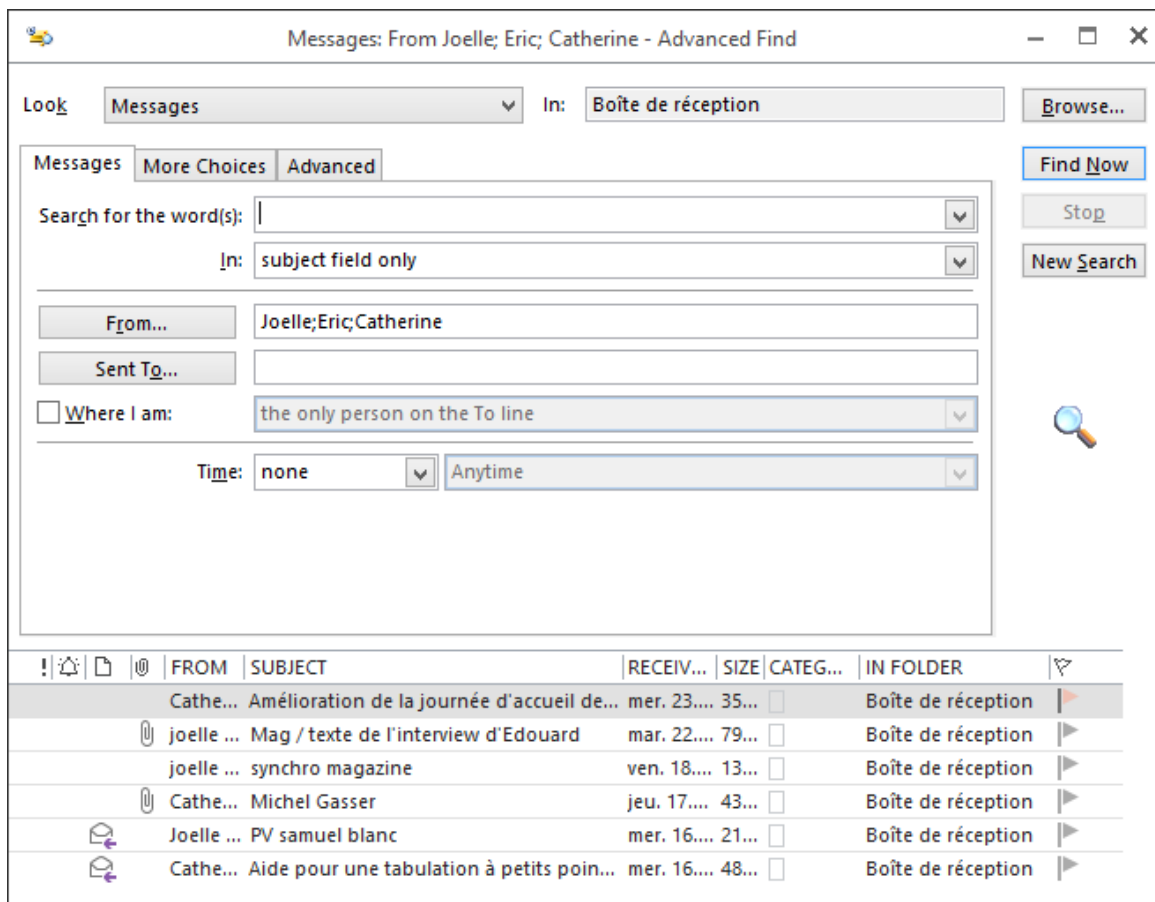 Messages: From Joelle; Eric; Catherine - Advanced Find
Look Messages In: Boîte de réception Browse...
Messages More Choices Advanced Find Now
Search for the word(s): Stop
In: subject field only New Search
From... Joelle;Eric;Catherine
Sent To...
Where I am: the only person on the To line
Time: none Anytime
! FROM SUBJECT RECEIV... SIZE CATEG... IN FOLDER
Cathe... Amélioration de la journée d'accueil de... mer. 23.... 35... Boîte de réception
joelle ... Mag / texte de l'interview d'Edouard mar. 22.... 79... Boîte de réception
joelle ... synchro magazine ven. 18.... 13... Boîte de réception
Cathe... Michel Gasser jeu. 17.... 43... Boîte de réception
Joelle ... PV samuel blanc mer. 16.... 21... Boîte de réception
Cathe... Aide pour une tabulation à petits poin... mer. 16.... 48... Boîte de réception